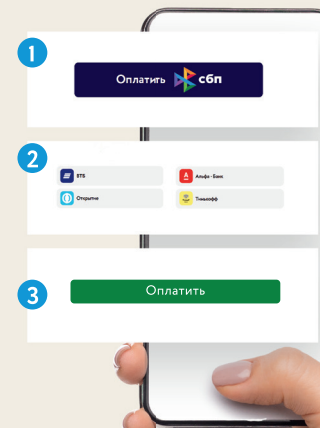 1
Оплатить сбп
2
ВТБ
Альфа-Банк
Открытие
Тинькофф
3
Оплатить